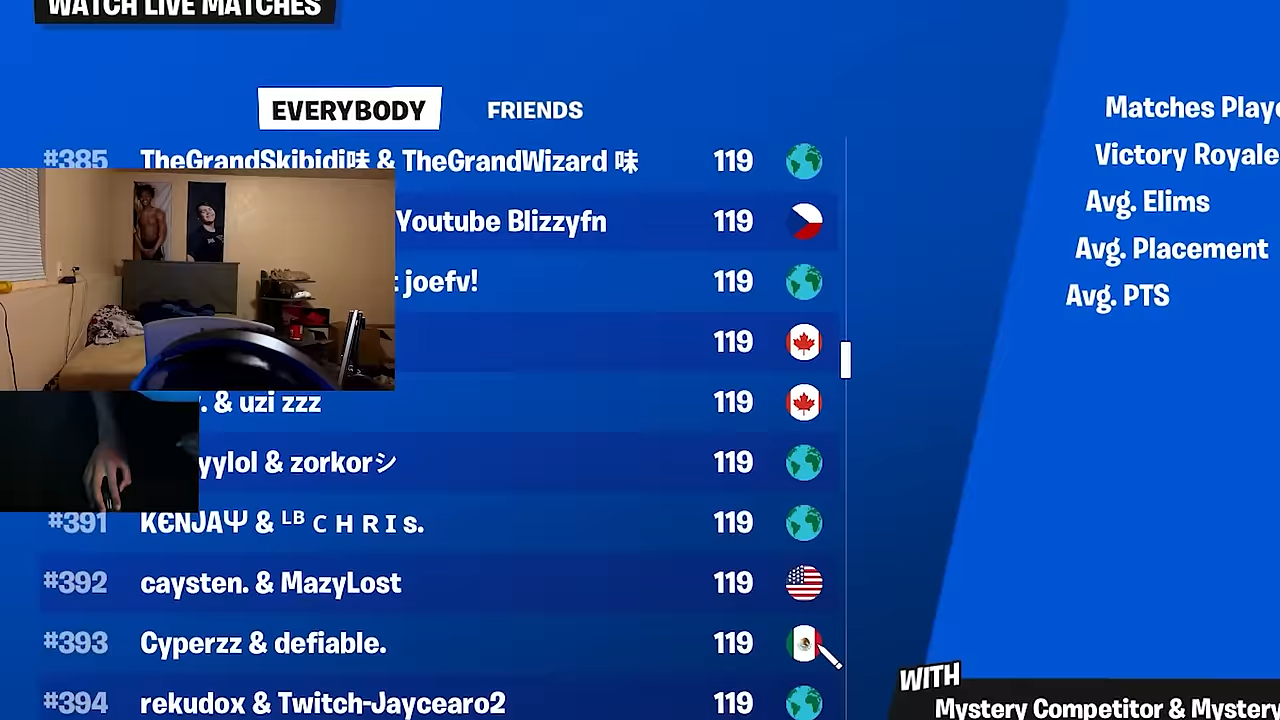 WATCH LIVE MATCHES
EVERYBODY FRIENDS
#385 TheGrandSkibidi味 & TheGrandWizard 味 119
Youtube Blizzyfn 119
joefv! 119
119
. & uzi zzz 119
yylol & zorkorシ 119
#391 KЄNJAΨ & ᴸᴮ C H R I s. 119
#392 caysten. & MazyLost 119
#393 Cyperzz & defiable. 119
#394 rekudox & Twitch-Jaycearo2 119
Matches Playe
Victory Royale
Avg. Elims
Avg. Placement
Avg. PTS
WITH
Mystery Competitor & Mystery